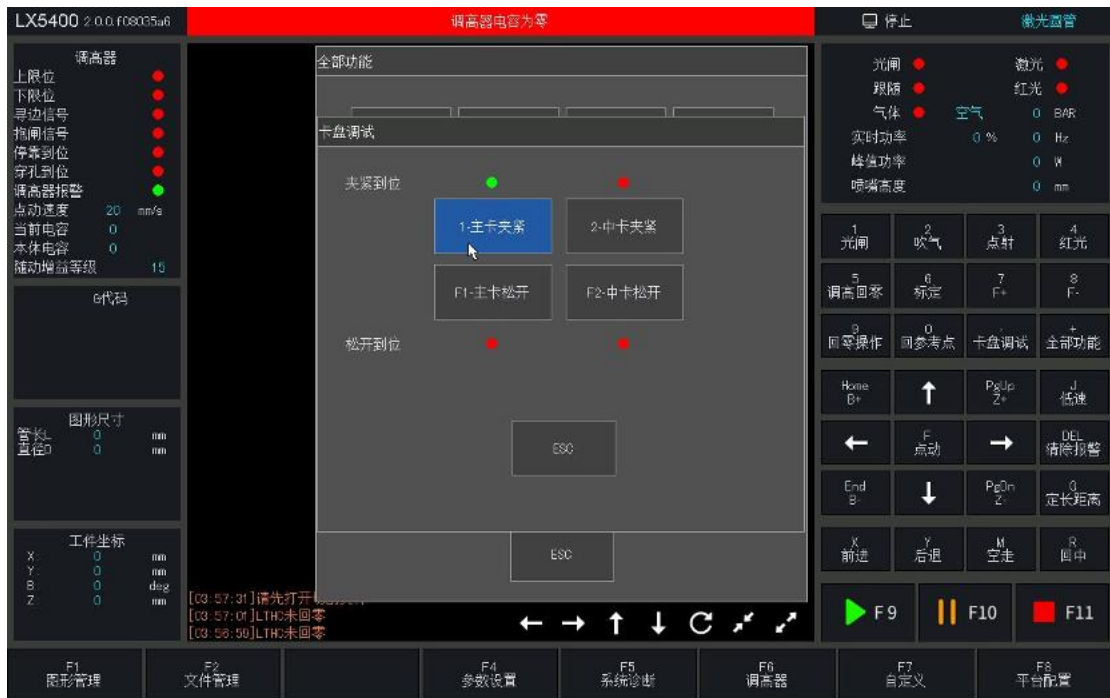 LX5400 2.0.0.f08035a6
调高器电容为零
停止
激光圆管
调高器
上限位
下限位
寻边信号
抱闸信号
停靠到位
穿孔到位
调高器报警
点动速度 20 mm/s
当前电容 0
本体电容 0
随动增益等级 15
G代码
图形尺寸
管长L 0 mm
直径D 0 mm
工件坐标
X 0 mm
Y 0 mm
B 0 deg
Z 0 mm
全部功能
卡盘调试
夹紧到位
1-主卡夹紧
2-中卡夹紧
F1-主卡松开
F2-中卡松开
松开到位
ESC
ESC
[03:57:31]请先打开
[03:57:01]LTHC未回零
[03:56:59]LTHC未回零
光闸 激光
跟随 红光
气体 空气 0 BAR
实时功率 0 % 0 Hz
峰值功率 0 W
喷嘴高度 0 mm
1 光闸
2 吹气
3 点射
4 红光
5 调高回零
6 标定
7 F+
8 F-
9 回零操作
0 回参考点
. 卡盘调试
+ 全部功能
Home B+
PgUp Z+
J 低速
F 点动
DEL 清除报警
End B-
PgDn Z-
G 定长距离
X 前进
Y 后退
M 空走
R 回中
F9
F10
F11
F1 图形管理
F2 文件管理
F4 参数设置
F5 系统诊断
F6 调高器
F7 自定义
F8 平台配置